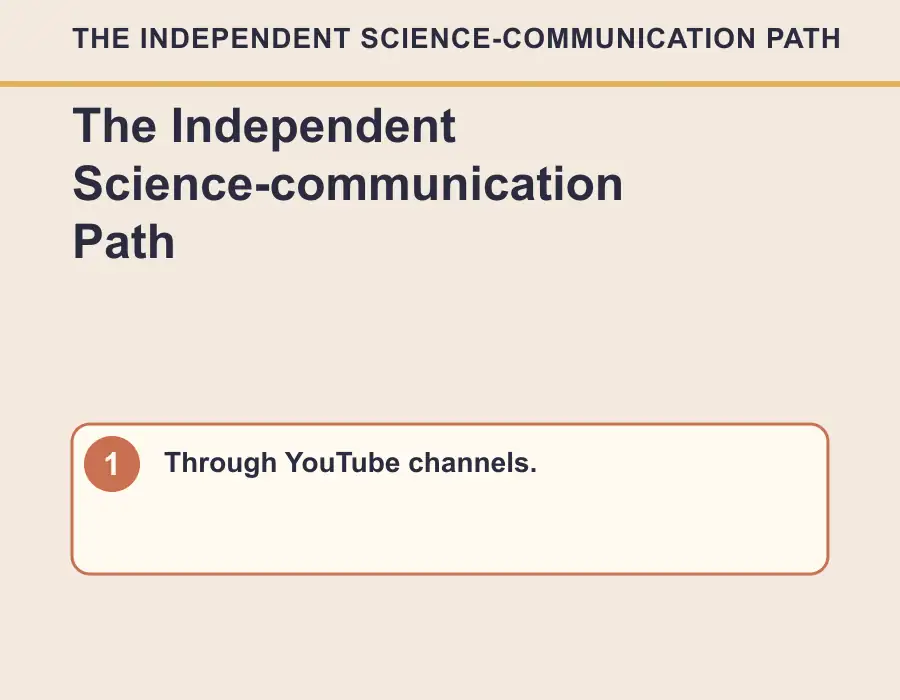 THE INDEPENDENT SCIENCE-COMMUNICATION PATH
The Independent
Science-communication
Path
1
Through YouTube channels.